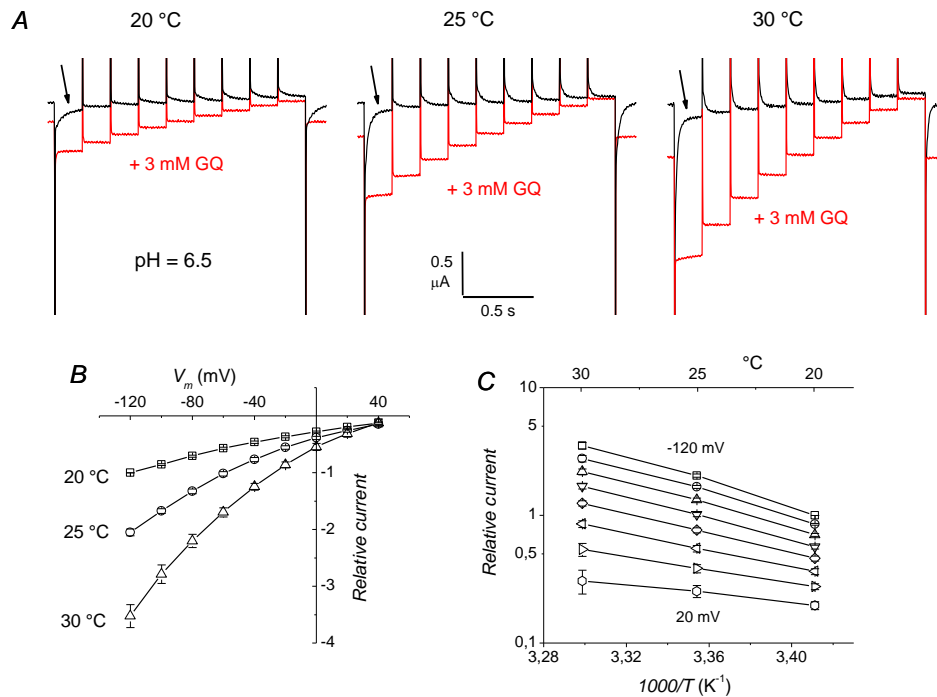 A
20 °C
25 °C
30 °C
+ 3 mM GQ
+ 3 mM GQ
+ 3 mM GQ
pH = 6.5
0.5
μA
0.5 s
B
Vm (mV)
-120 -80 -40 0 40
20 °C
25 °C
30 °C
-1
-2
-3
-4
Relative current
C
°C
30 25 20
10
5
1
0,5
0,1
Relative current
-120 mV
20 mV
3,28 3,32 3,36 3,40
1000/T (K-1)